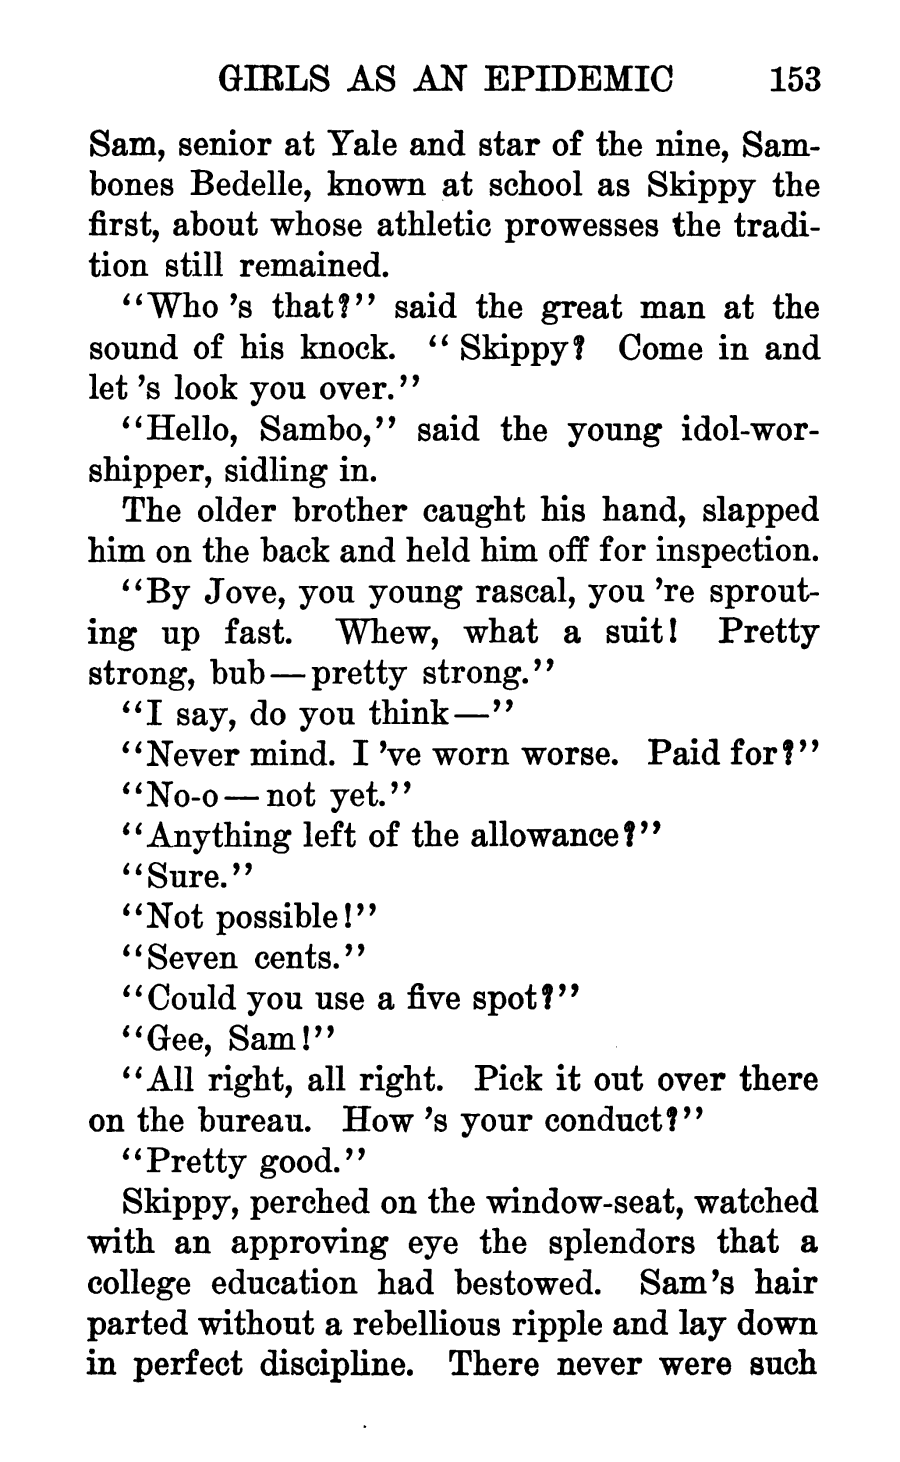 GIRLS AS AN EPIDEMIC 153
Sam, senior at Yale and star of the nine, Sam-
bones Bedelle, known at school as Skippy the
first, about whose athletic prowesses the tradi-
tion still remained.
“Who ’s that?” said the great man at the
sound of his knock. “Skippy? Come in and
let ’s look you over.”
“Hello, Sambo,” said the young idol-wor-
shipper, sidling in.
The older brother caught his hand, slapped
him on the back and held him off for inspection.
“By Jove, you young rascal, you ’re sprout-
ing up fast. Whew, what a suit! Pretty
strong, bub—pretty strong.”
“I say, do you think—”
“Never mind. I ’ve worn worse. Paid for?”
“No-o—not yet.”
“Anything left of the allowance?”
“Sure.”
“Not possible!”
“Seven cents.”
“Could you use a five spot?”
“Gee, Sam!”
“All right, all right. Pick it out over there
on the bureau. How ’s your conduct?”
“Pretty good.”
Skippy, perched on the window-seat, watched
with an approving eye the splendors that a
college education had bestowed. Sam’s hair
parted without a rebellious ripple and lay down
in perfect discipline. There never were such